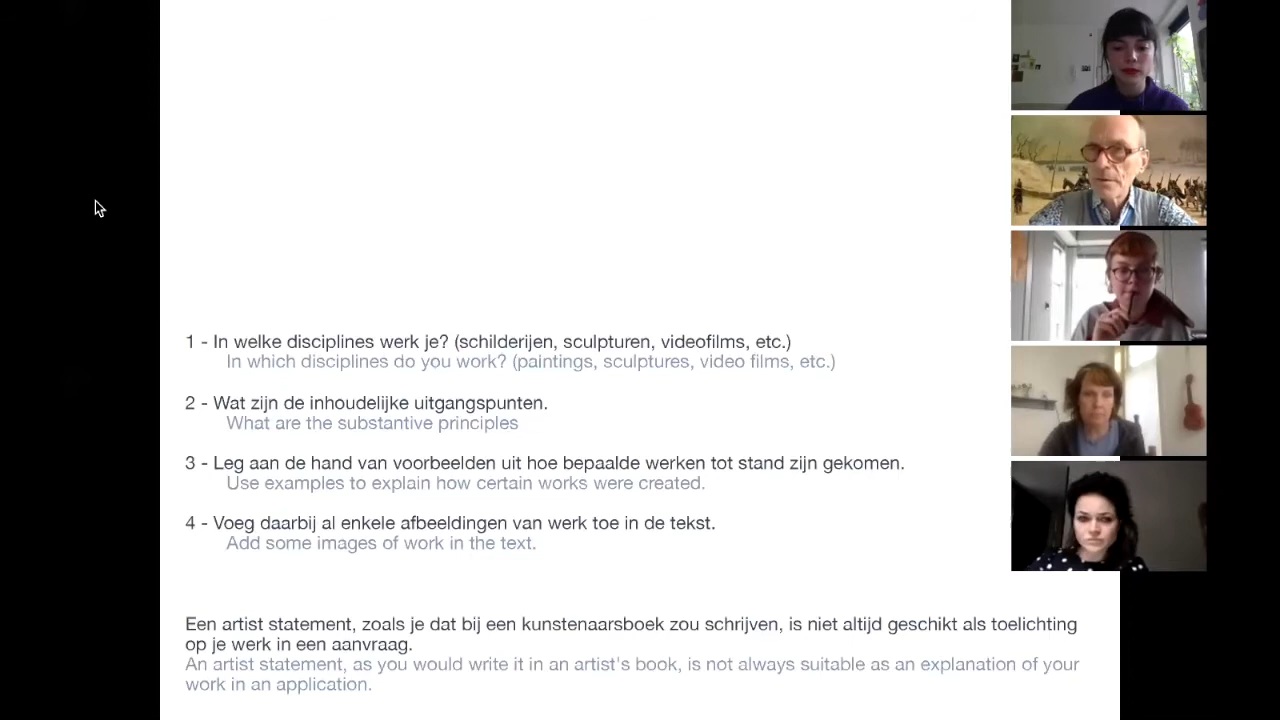 1 - In welke disciplines werk je? (schilderijen, sculpturen, videofilms, etc.)
In which disciplines do you work? (paintings, sculptures, video films, etc.)
2 - Wat zijn de inhoudelijke uitgangspunten.
What are the substantive principles
3 - Leg aan de hand van voorbeelden uit hoe bepaalde werken tot stand zijn gekomen.
Use examples to explain how certain works were created.
4 - Voeg daarbij al enkele afbeeldingen van werk toe in de tekst.
Add some images of work in the text.
Een artist statement, zoals je dat bij een kunstenaarsboek zou schrijven, is niet altijd geschikt als toelichting
op je werk in een aanvraag.
An artist statement, as you would write it in an artist's book, is not always suitable as an explanation of your
work in an application.